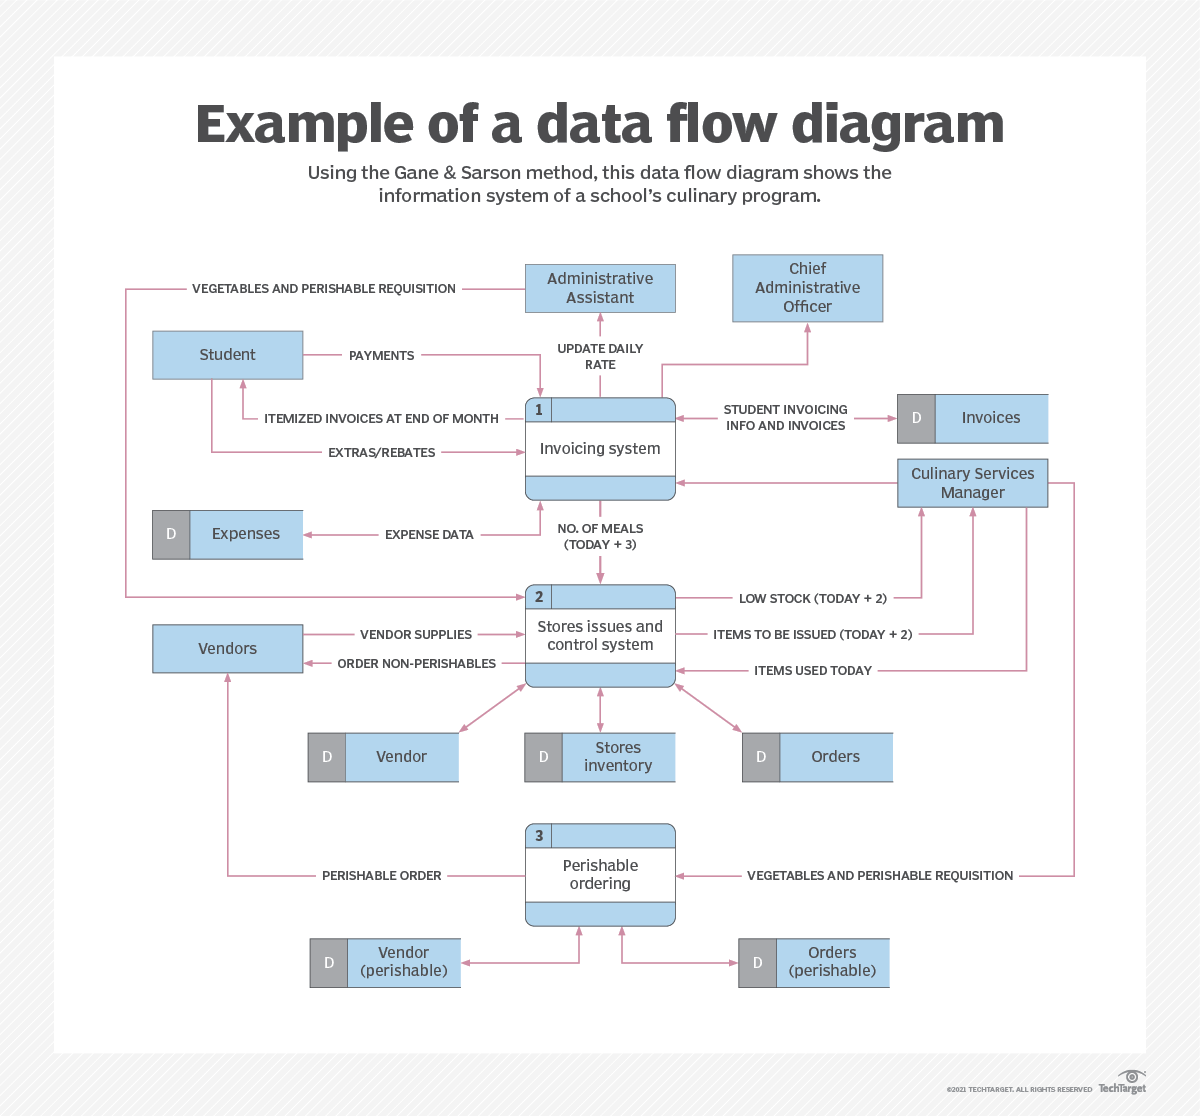 Example of a data flow diagram
Using the Gane & Sarson method, this data flow diagram shows the
information system of a school’s culinary program.
Administrative
Assistant
Chief
Administrative
Officer
VEGETABLES AND PERISHABLE REQUISITION
Student
PAYMENTS
UPDATE DAILY
RATE
ITEMIZED INVOICES AT END OF MONTH
1
STUDENT INVOICING
INFO AND INVOICES
D
Invoices
EXTRAS/REBATES
Invoicing system
Culinary Services
Manager
D
Expenses
EXPENSE DATA
NO. OF MEALS
(TODAY + 3)
2
LOW STOCK (TODAY + 2)
Vendors
VENDOR SUPPLIES
Stores issues and
control system
ITEMS TO BE ISSUED (TODAY + 2)
ORDER NON-PERISHABLES
ITEMS USED TODAY
D
Vendor
D
Stores
inventory
D
Orders
3
PERISHABLE ORDER
Perishable
ordering
VEGETABLES AND PERISHABLE REQUISITION
D
Vendor
(perishable)
D
Orders
(perishable)
©2021 TECHTARGET. ALL RIGHTS RESERVED
TechTarget